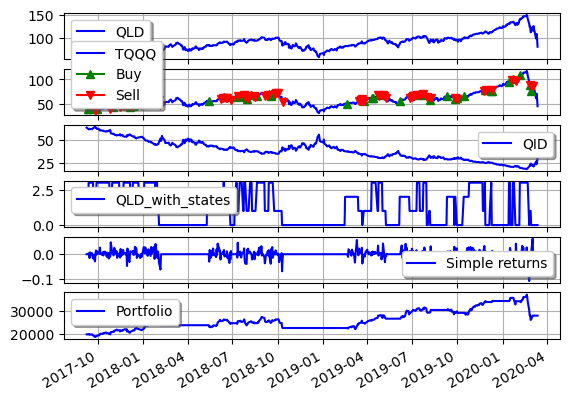 150
100
QLD
TQQQ
Buy
Sell
100
50
50
25
QID
2.5
0.0
QLD_with_states
0.0
−0.1
Simple returns
30000
20000
Portfolio
2017-10
2018-01
2018-04
2018-07
2018-10
2019-01
2019-04
2019-07
2019-10
2020-01
2020-04